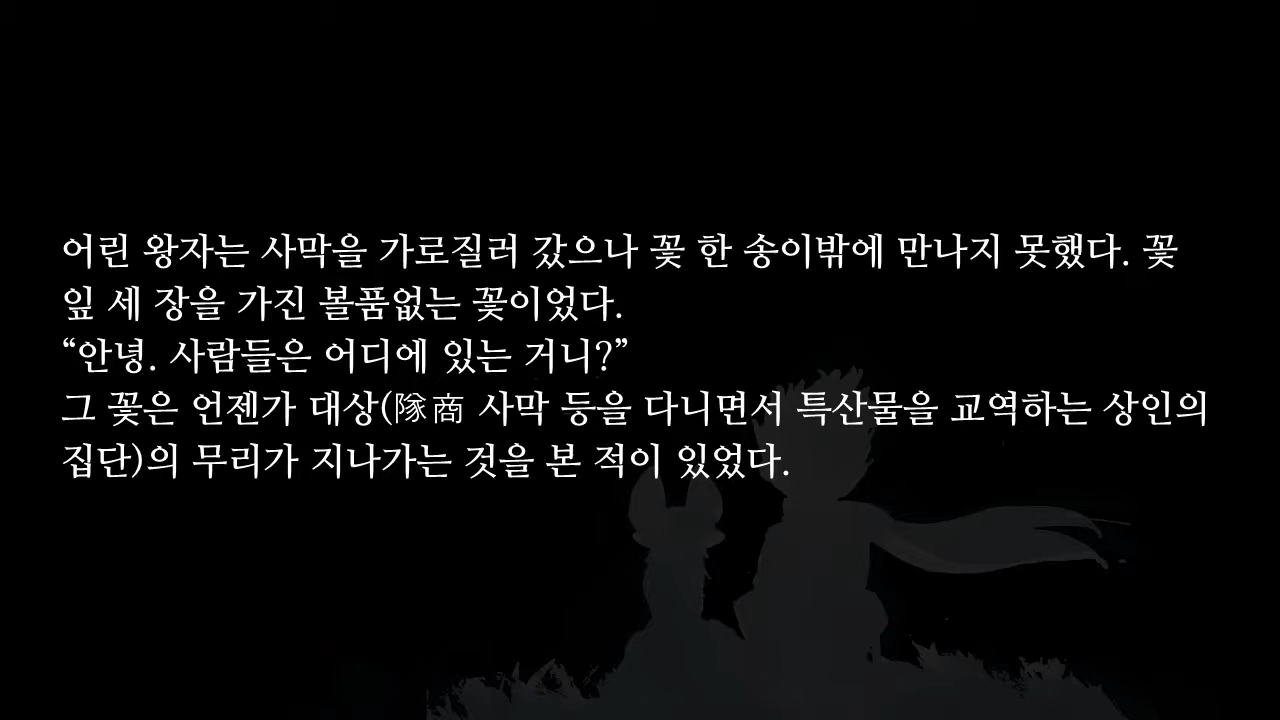 어린 왕자는 사막을 가로질러 갔으나 꽃 한 송이밖에 만나지 못했다. 꽃
잎 세 장을 가진 볼품없는 꽃이었다.
“안녕. 사람들은 어디에 있는 거니?”
그 꽃은 언젠가 대상(隊商 사막 등을 다니면서 특산물을 교역하는 상인의
집단)의 무리가 지나가는 것을 본 적이 있었다.